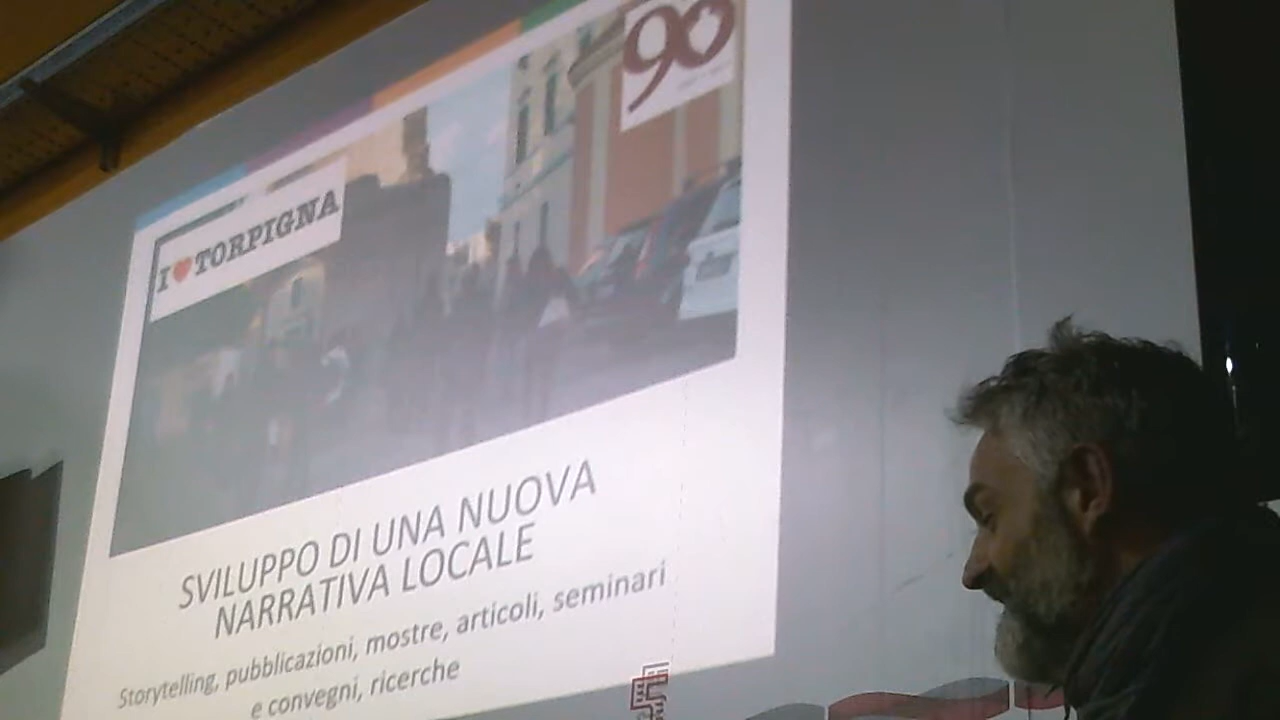 90
I ❤ TORPIGNA
SVILUPPO DI UNA NUOVA
NARRATIVA LOCALE
Storytelling, pubblicazioni, mostre, articoli, seminari
e convegni, ricerche